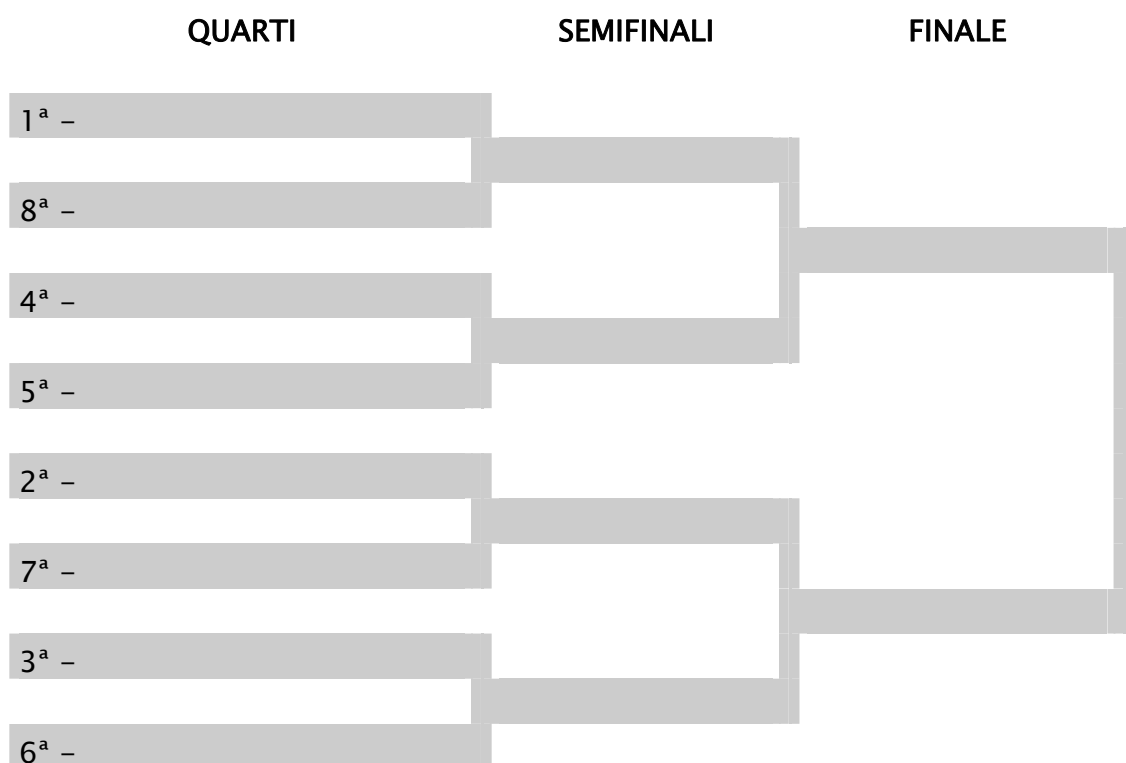 QUARTI SEMIFINALI FINALE
1ª –
8ª –
4ª –
5ª –
2ª –
7ª –
3ª –
6ª –